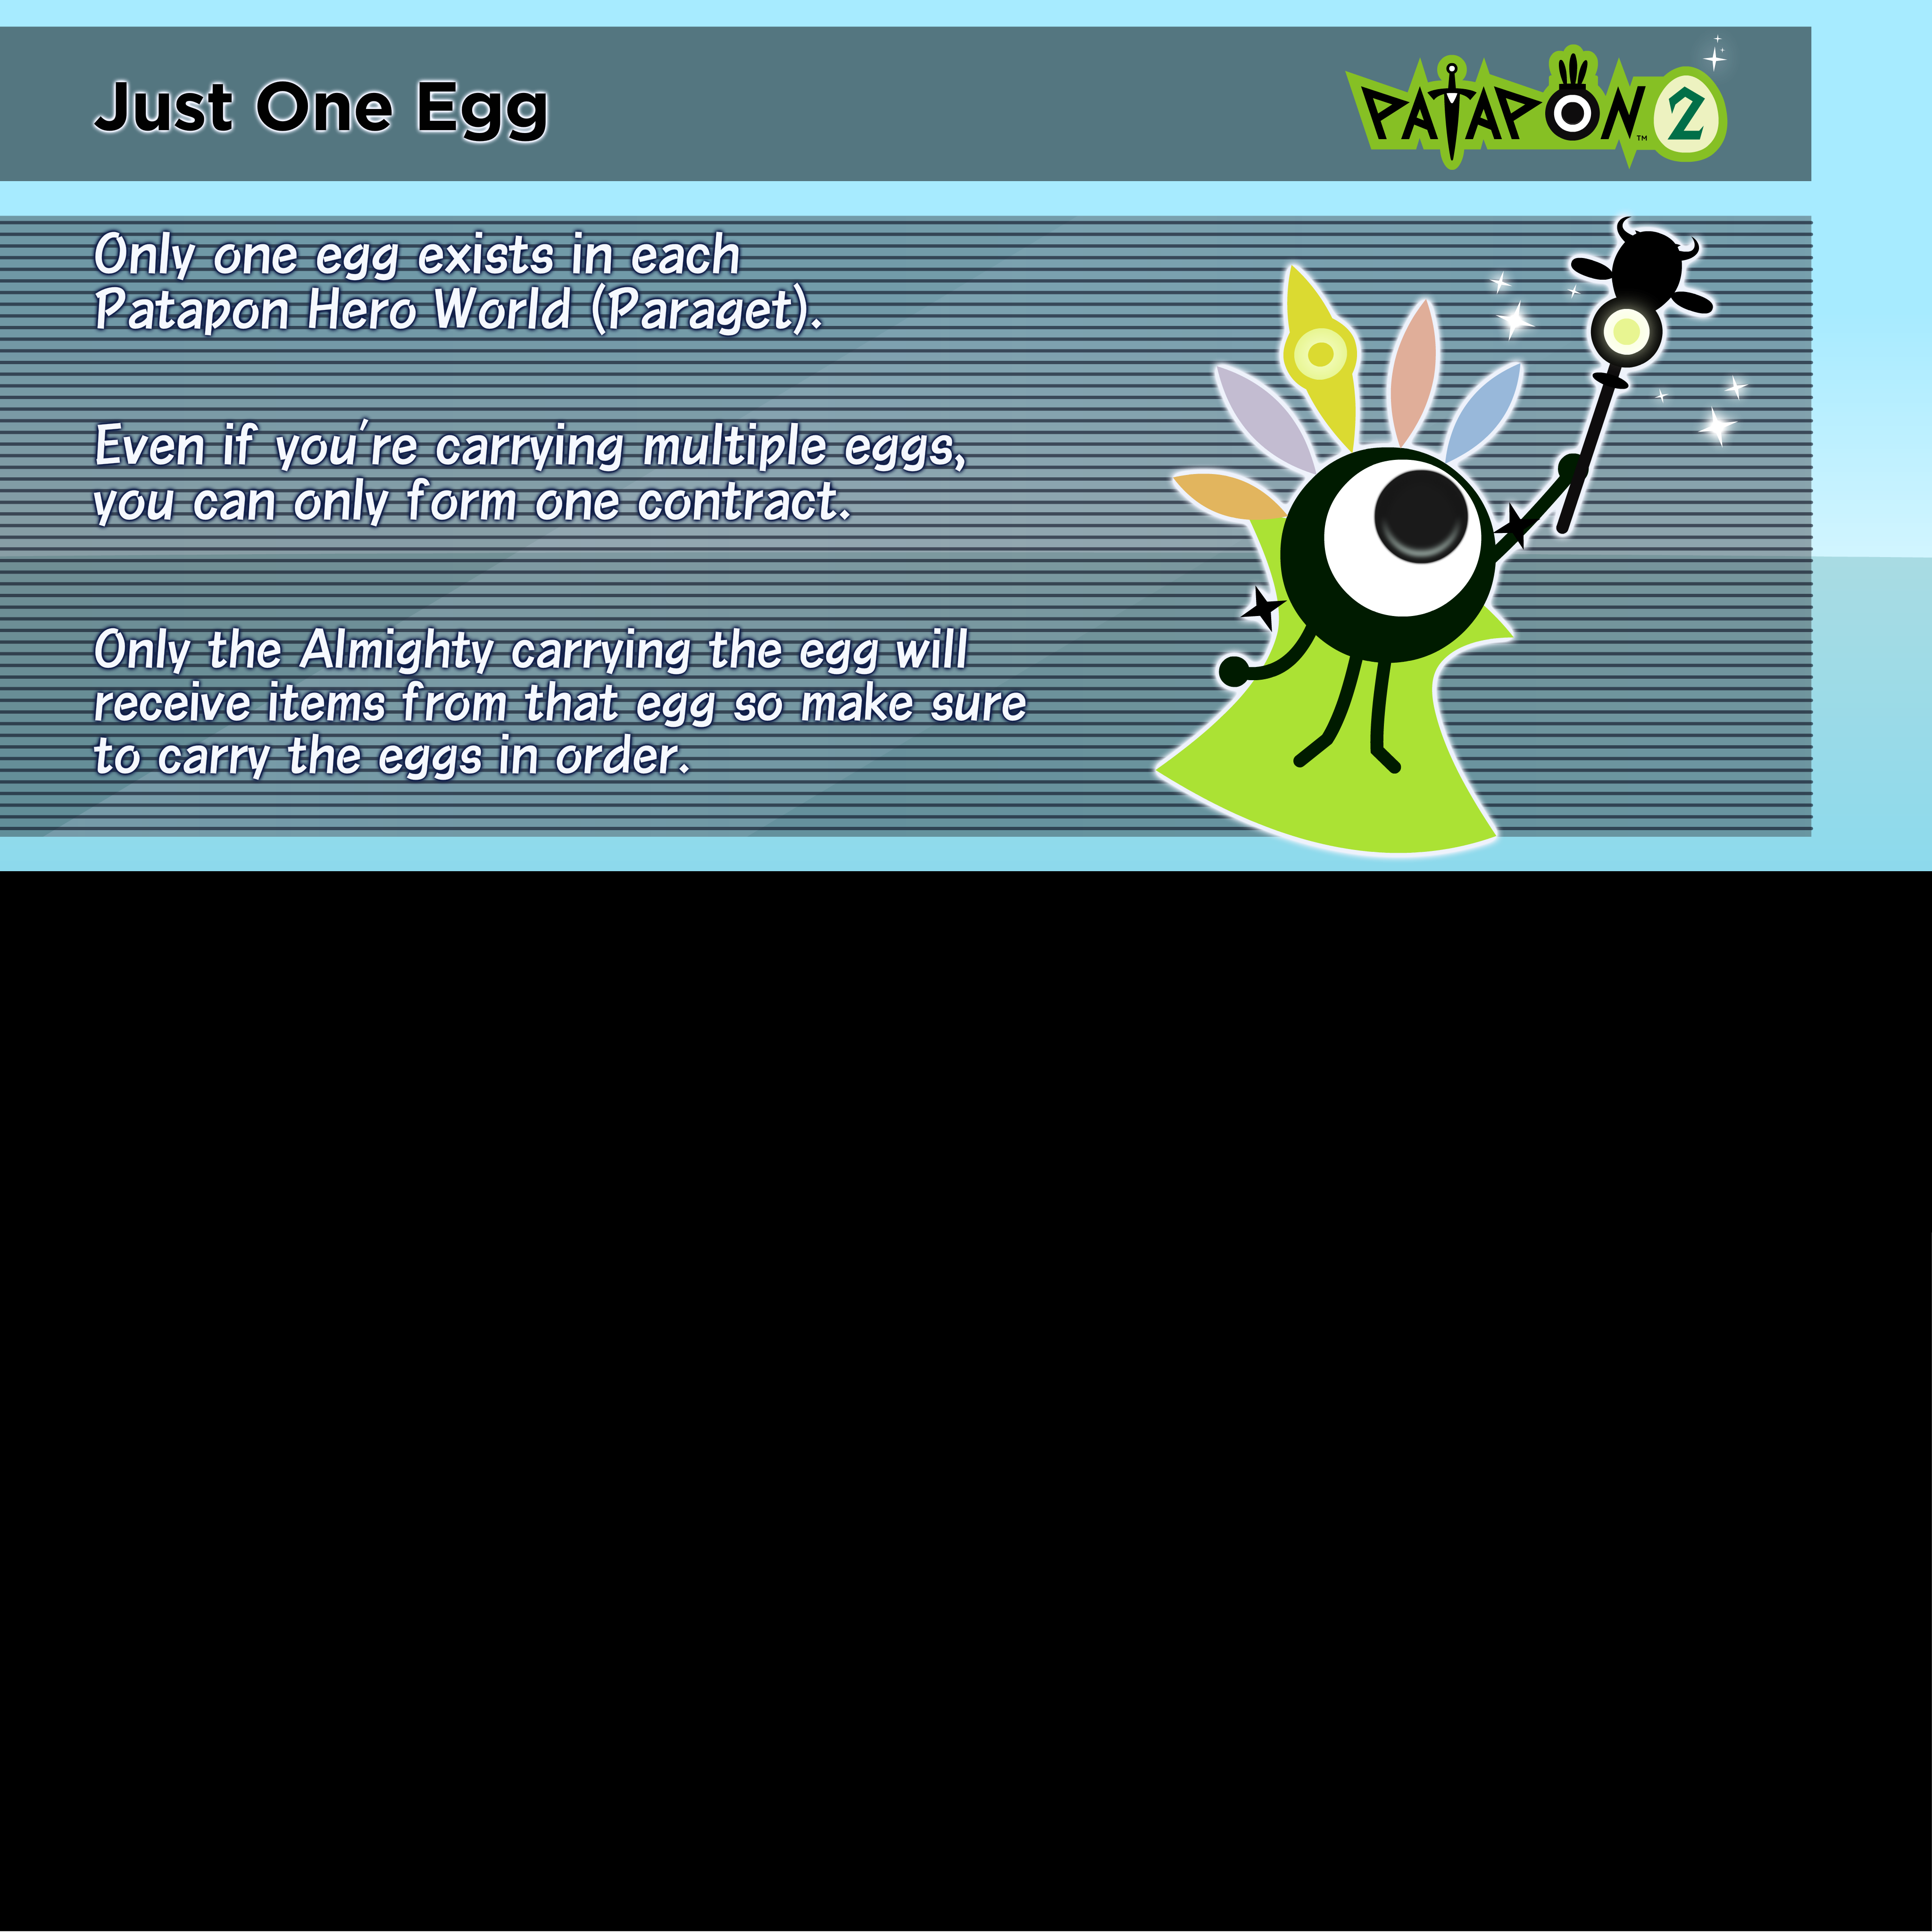 Just One Egg
PATAPON™ 2
Only one egg exists in each
Patapon Hero World (Paraget).
Even if you're carrying multiple eggs,
you can only form one contract.
Only the Almighty carrying the egg will
receive items from that egg so make sure
to carry the eggs in order.